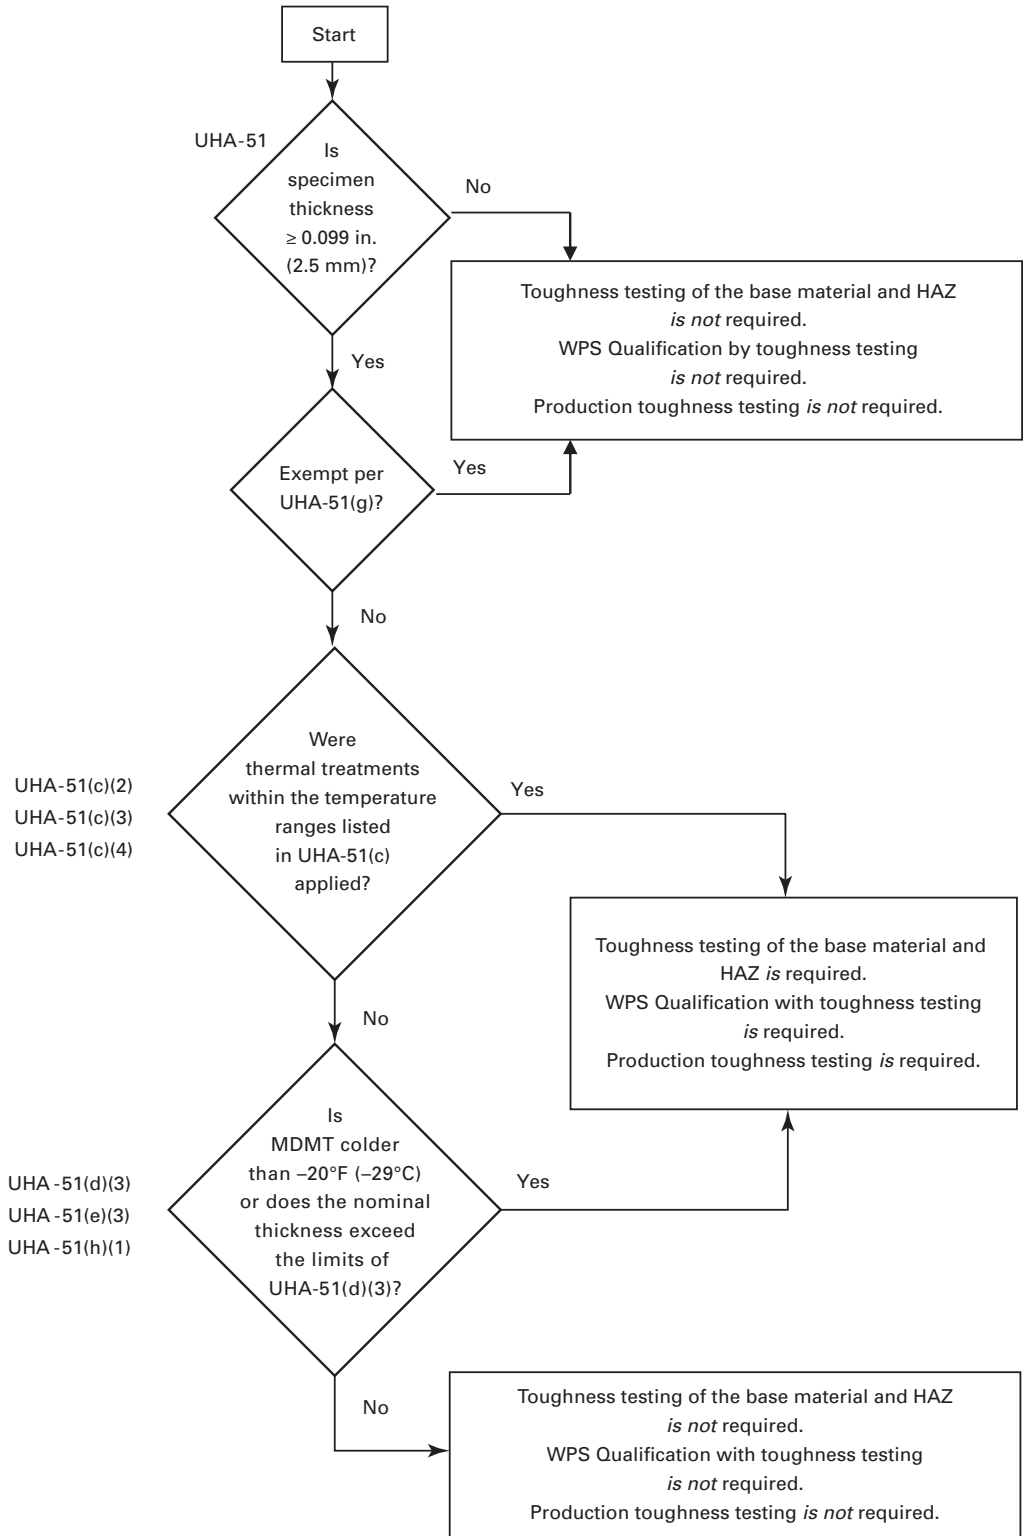 Start
UHA-51
Is
specimen
thickness
≥ 0.099 in.
(2.5 mm)?
No
Toughness testing of the base material and HAZ
is not required.
WPS Qualification by toughness testing
is not required.
Production toughness testing is not required.
Yes
Exempt per
UHA-51(g)?
Yes
No
Were
thermal treatments
within the temperature
ranges listed
in UHA-51(c)
applied?
UHA-51(c)(2)
UHA-51(c)(3)
UHA-51(c)(4)
Yes
Toughness testing of the base material and
HAZ is required.
WPS Qualification with toughness testing
is required.
Production toughness testing is required.
No
Is
MDMT colder
than –20°F (–29°C)
or does the nominal
thickness exceed
the limits of
UHA-51(d)(3)?
UHA-51(d)(3)
UHA-51(e)(3)
UHA-51(h)(1)
Yes
No
Toughness testing of the base material and HAZ
is not required.
WPS Qualification with toughness testing
is not required.
Production toughness testing is not required.